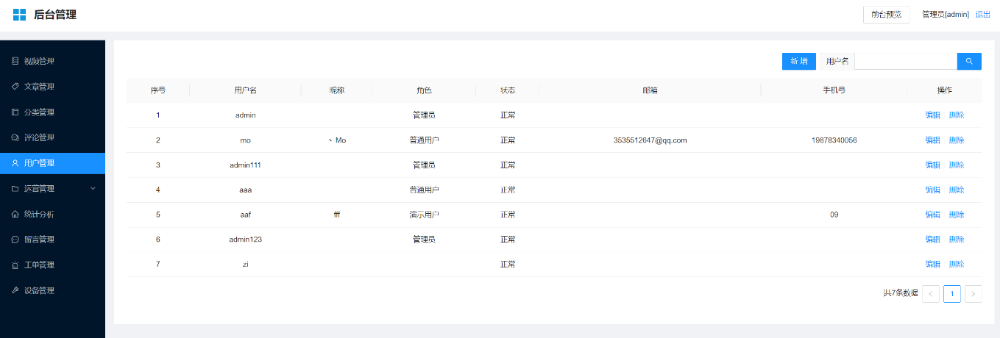 后台管理
前台预览 管理员[admin] 退出
视频管理
文章管理
分类管理
评论管理
用户管理
运营管理
统计分析
留言管理
工单管理
设备管理
新 增 用户名
序号 用户名 昵称 角色 状态 邮箱 手机号 操作
1 admin 管理员 正常 编辑 删除
2 mo 丶Mo 普通用户 正常 3535512647@qq.com 19878340056 编辑 删除
3 admin111 管理员 正常 编辑 删除
4 aaa 普通用户 正常 编辑 删除
5 aaf fff 演示用户 正常 09 编辑 删除
6 admin123 管理员 正常 编辑 删除
7 zi 正常 编辑 删除
共7条数据 < 1 >